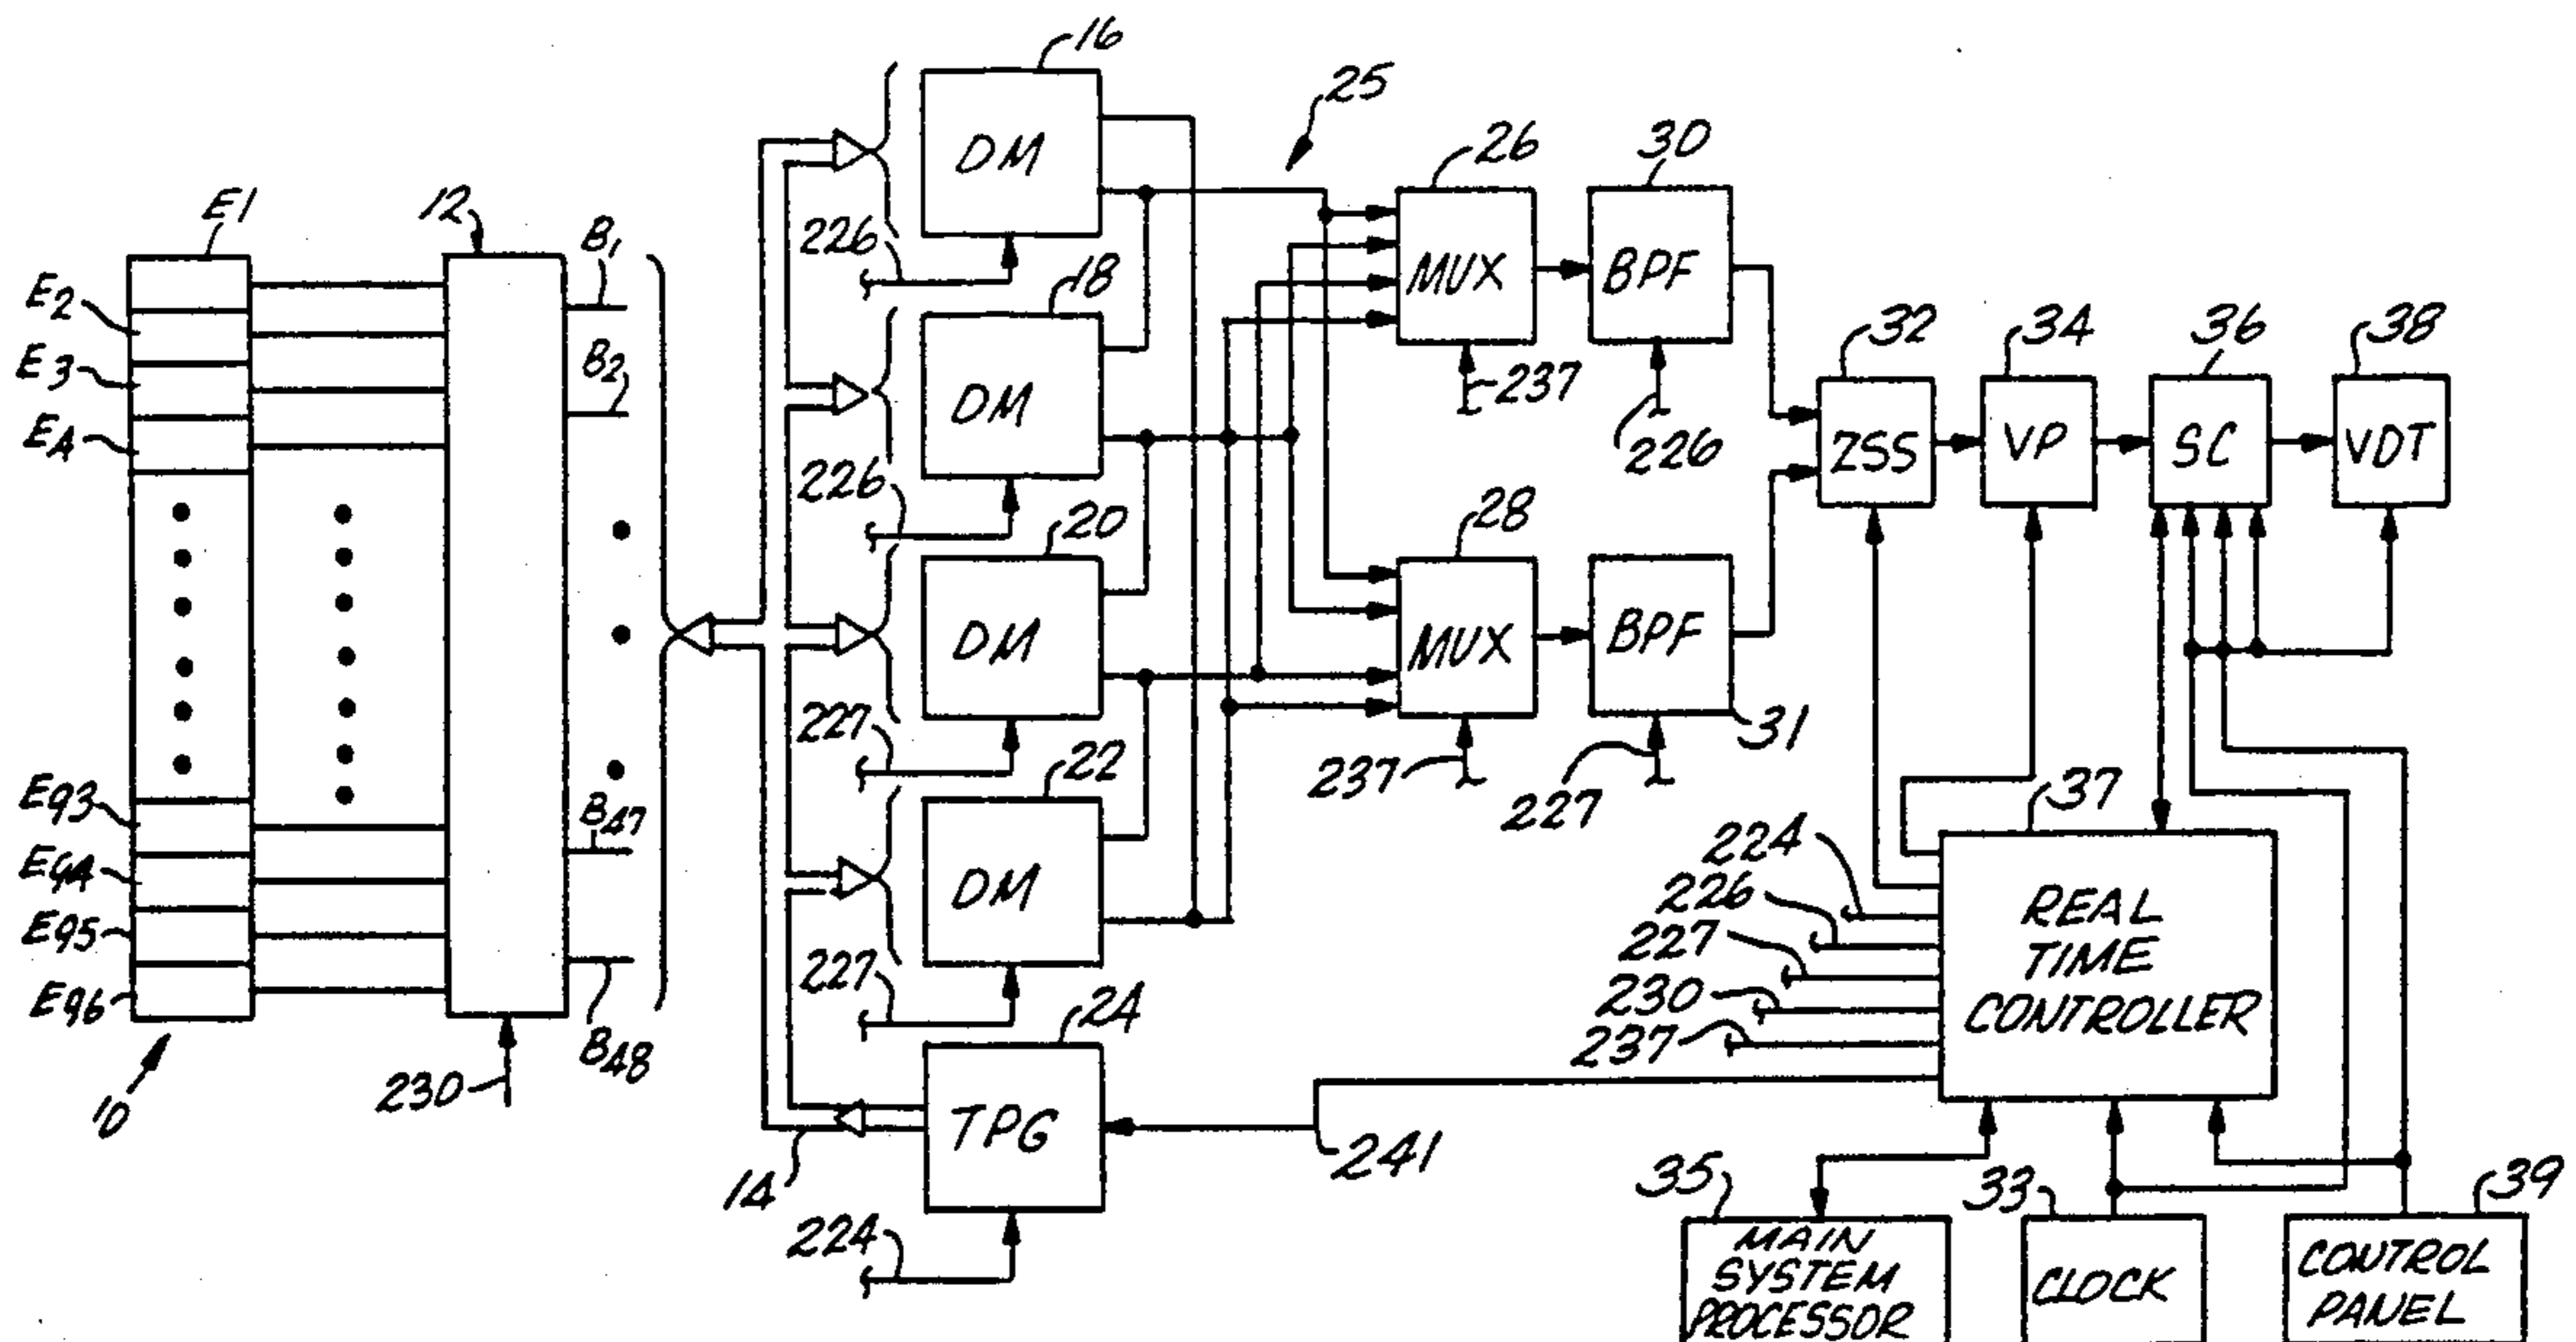 16
25
26
30
E1
12
B1
DM
E2
226
18
MUX
BPF
32
34
36
38
E3
B2
237
226
E4
DM
ZSS
VP
SC
VDT
226
20
28
DM
MUX
BPF
31
227
22
237
227
37
E93
B47
224
E94
DM
226
REAL
E95
227
TIME
227
24
230
CONTROLLER
E96
B48
237
10
230
TPG
241
14
35
33
39
224
MAIN
SYSTEM
PROCESSOR
CLOCK
CONTROL
PANEL